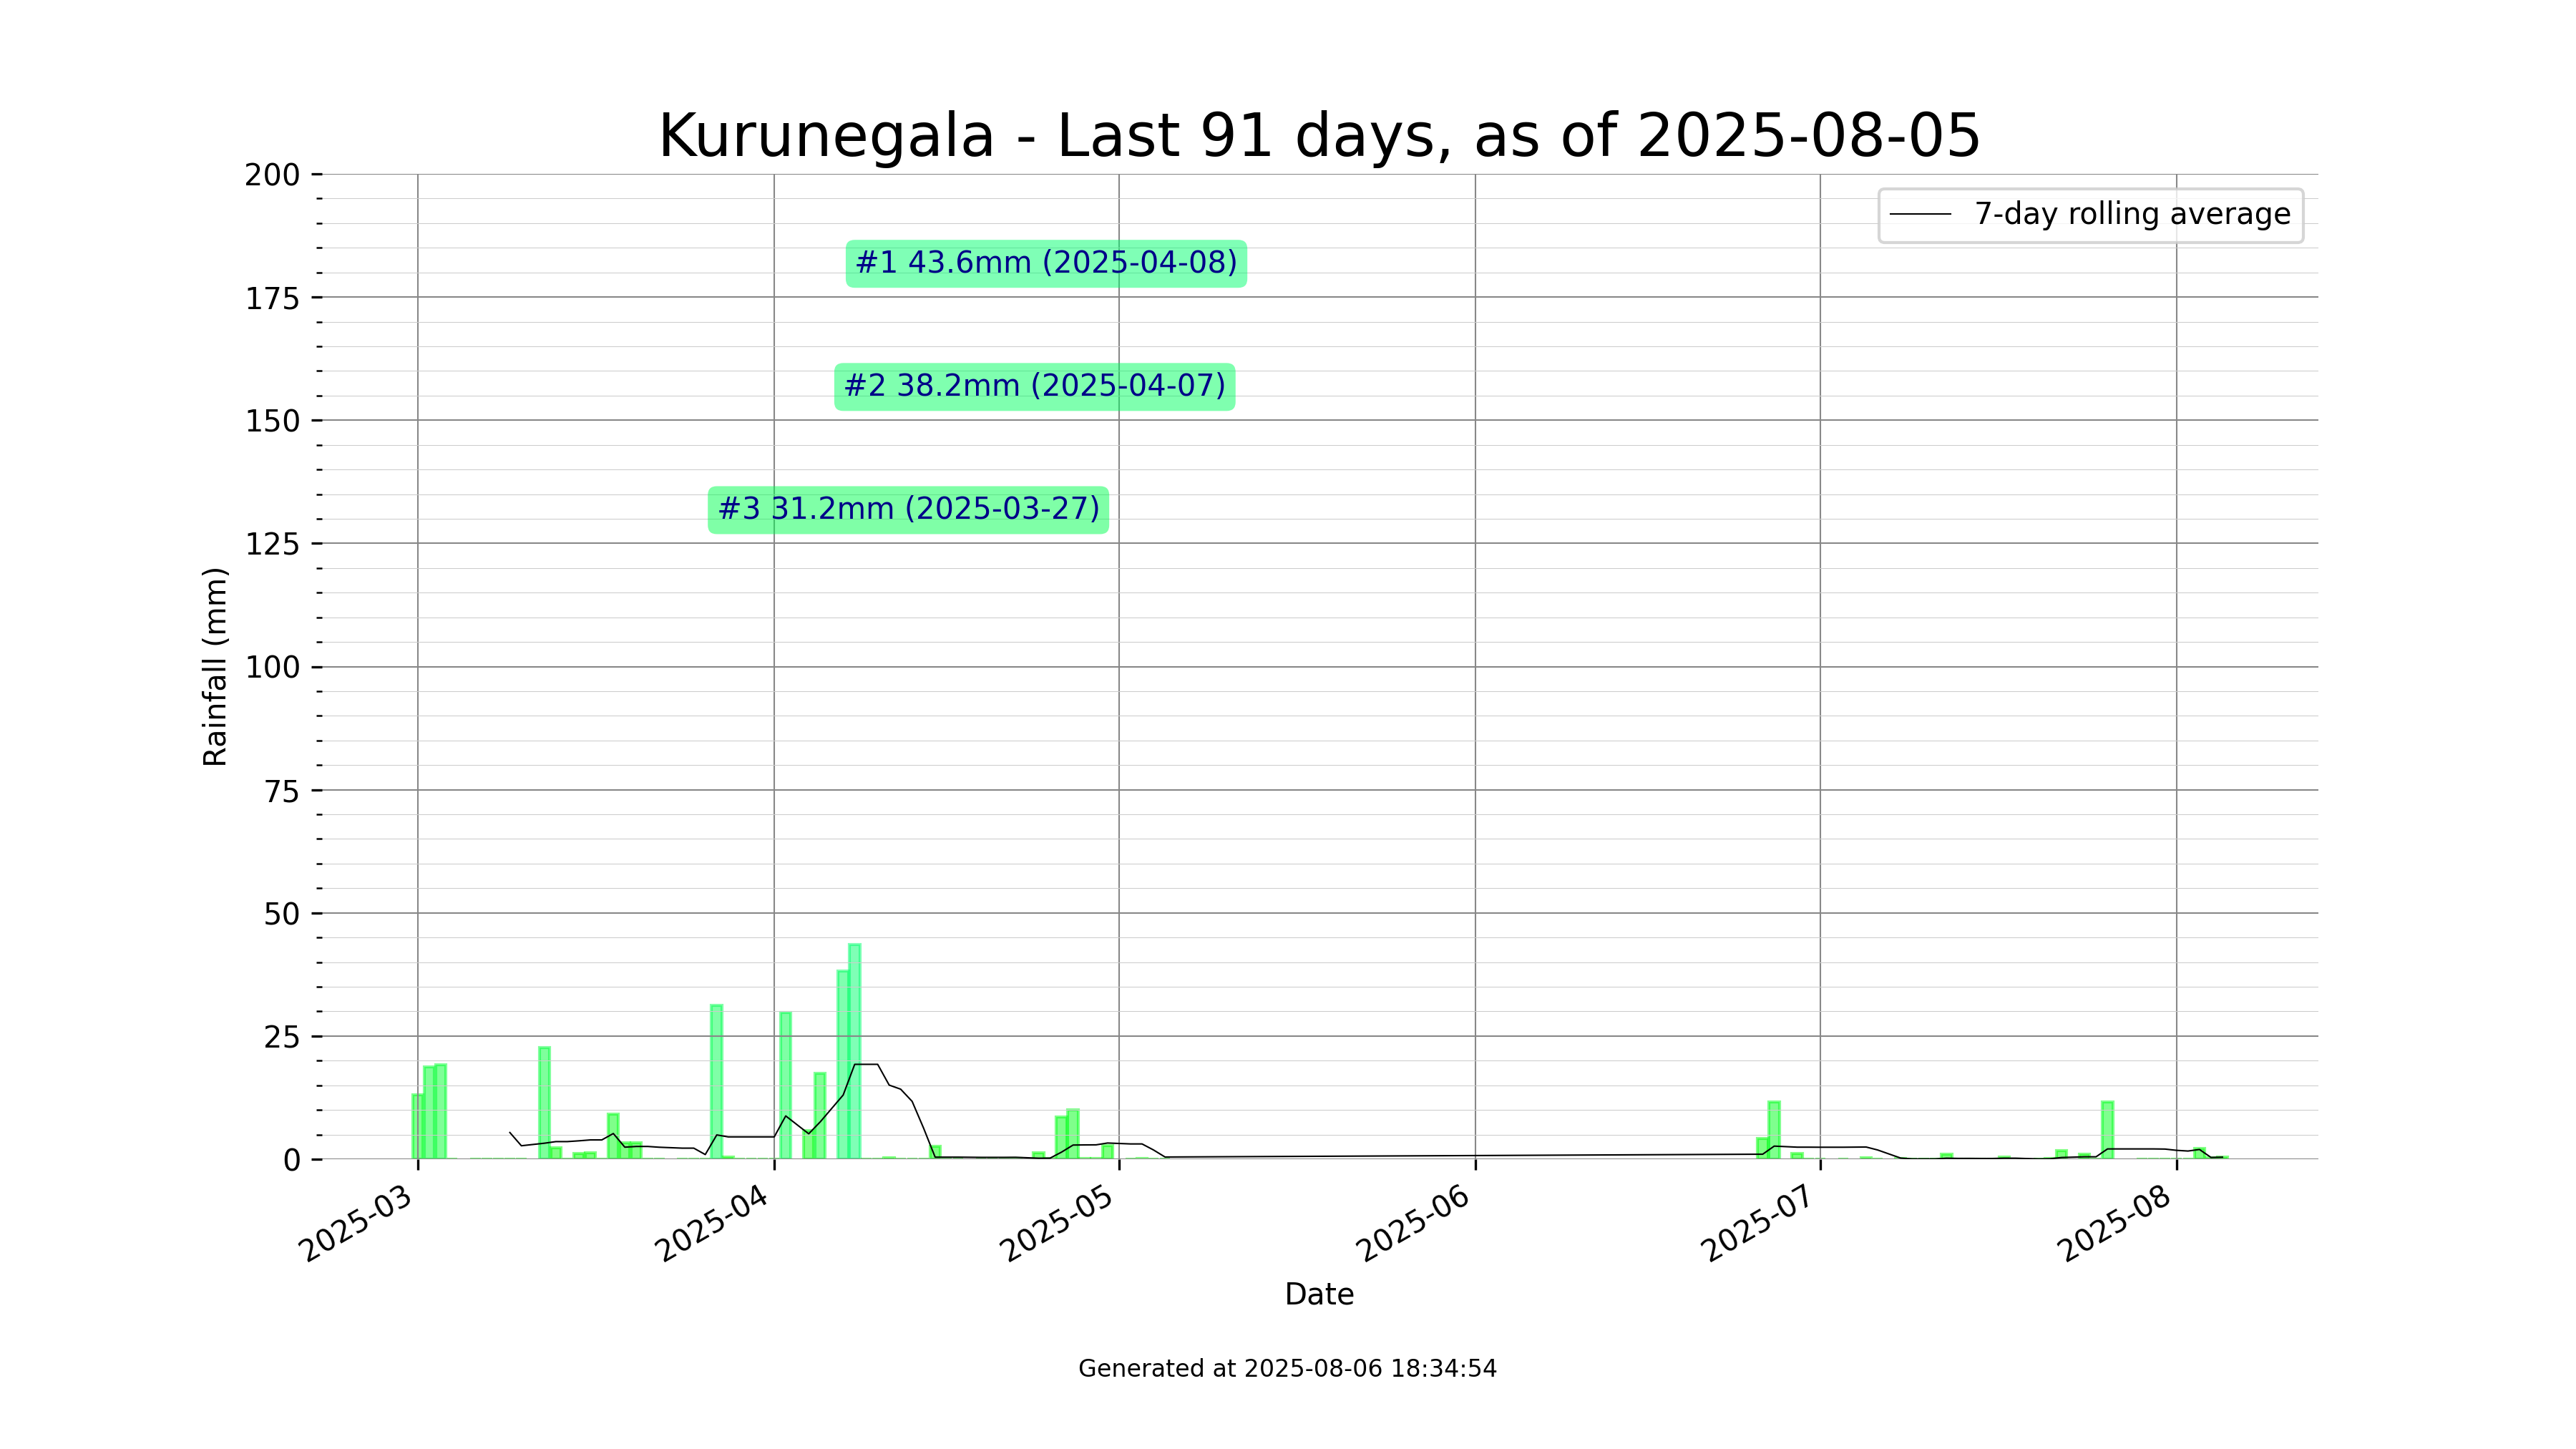 Kurunegala - Last 91 days, as of 2025-08-05
7-day rolling average
#1 43.6mm (2025-04-08)
#2 38.2mm (2025-04-07)
#3 31.2mm (2025-03-27)
Rainfall (mm)
200
175
150
125
100
75
50
25
0
2025-03
2025-04
2025-05
2025-06
2025-07
2025-08
Date
Generated at 2025-08-06 18:34:54